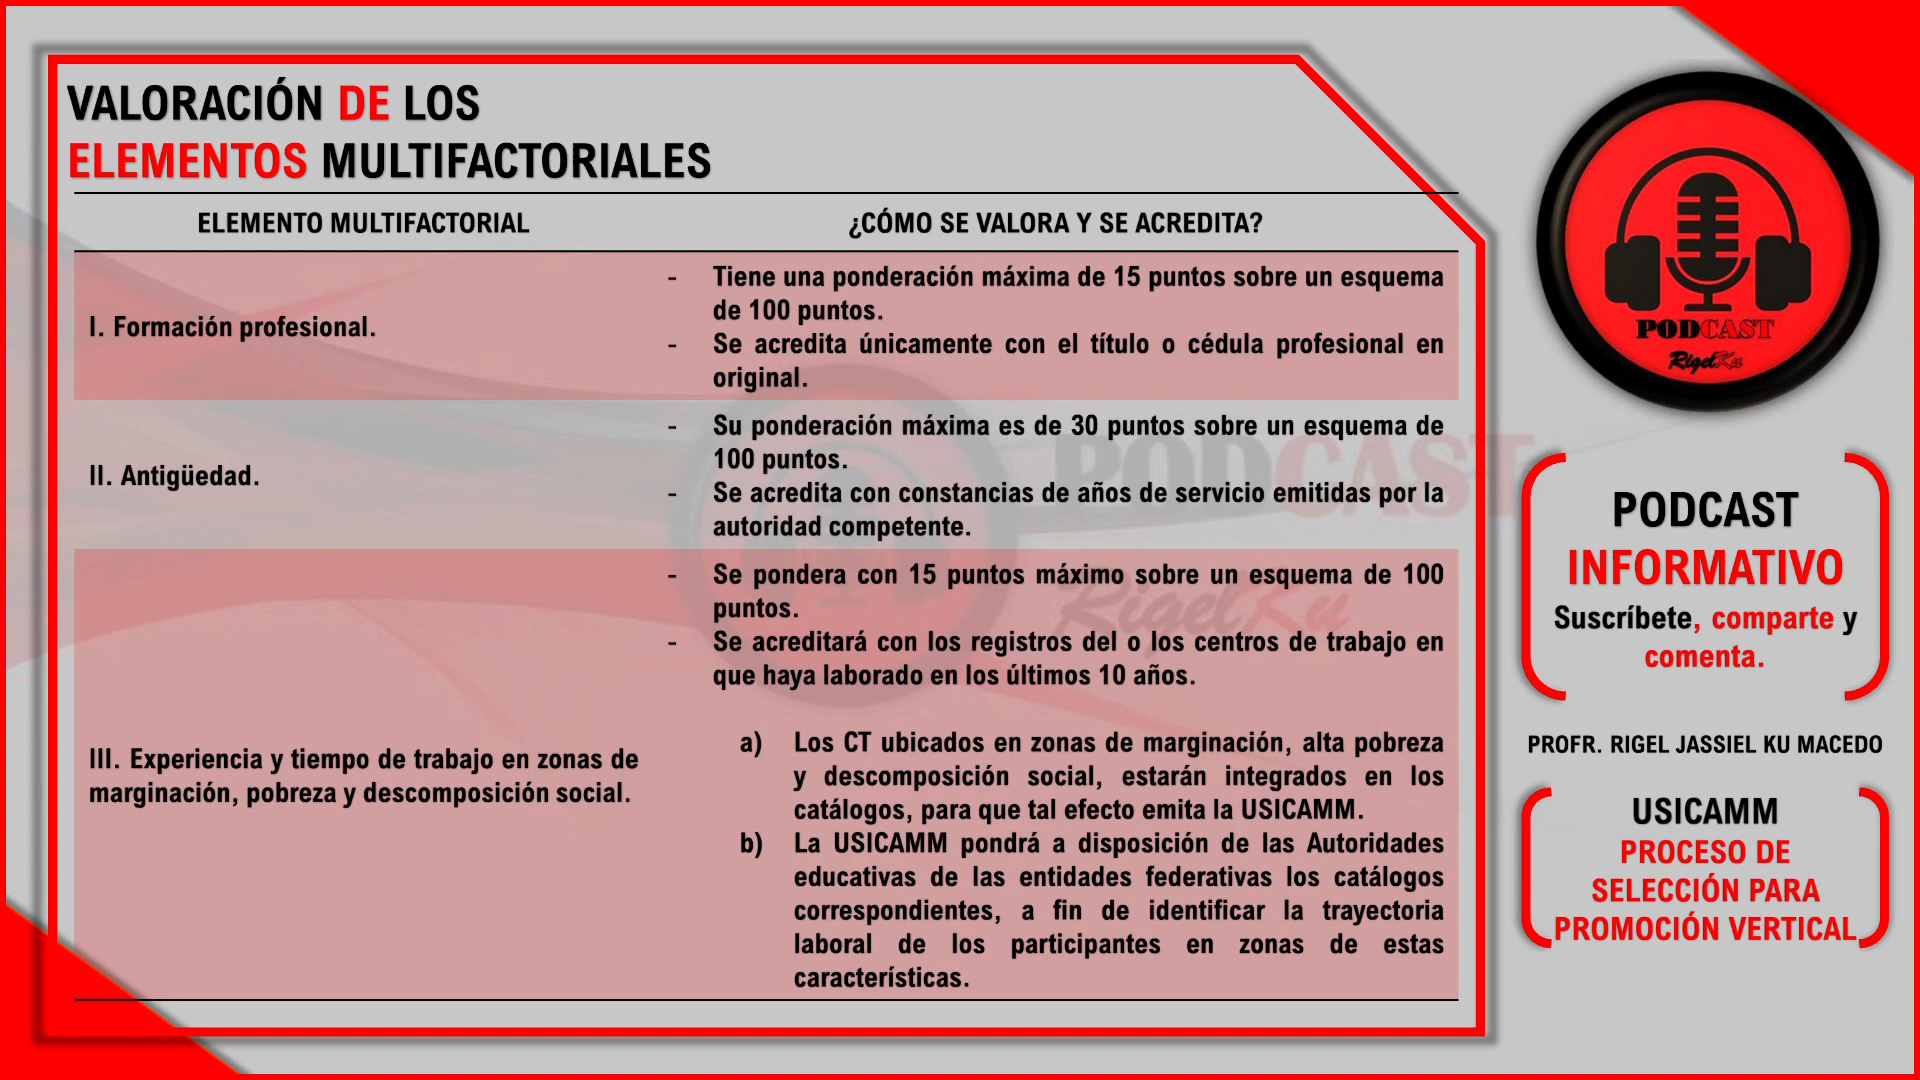 VALORACIÓN DE LOS
ELEMENTOS MULTIFACTORIALES
ELEMENTO MULTIFACTORIAL
¿CÓMO SE VALORA Y SE ACREDITA?
I. Formación profesional.
- Tiene una ponderación máxima de 15 puntos sobre un esquema
de 100 puntos.
- Se acredita únicamente con el título o cédula profesional en
original.
II. Antigüedad.
- Su ponderación máxima es de 30 puntos sobre un esquema de
100 puntos.
- Se acredita con constancias de años de servicio emitidas por la
autoridad competente.
III. Experiencia y tiempo de trabajo en zonas de
marginación, pobreza y descomposición social.
- Se pondera con 15 puntos máximo sobre un esquema de 100
puntos.
- Se acreditará con los registros del o los centros de trabajo en
que haya laborado en los últimos 10 años.
a) Los CT ubicados en zonas de marginación, alta pobreza
y descomposición social, estarán integrados en los
catálogos, para que tal efecto emita la USICAMM.
b) La USICAMM pondrá a disposición de las Autoridades
educativas de las entidades federativas los catálogos
correspondientes, a fin de identificar la trayectoria
laboral de los participantes en zonas de estas
características.
PODCAST
RigelKu
PODCAST
RigelKu
PODCAST
INFORMATIVO
Suscríbete, comparte y
comenta.
PROFR. RIGEL JASSIEL KU MACEDO
USICAMM
PROCESO DE
SELECCIÓN PARA
PROMOCIÓN VERTICAL